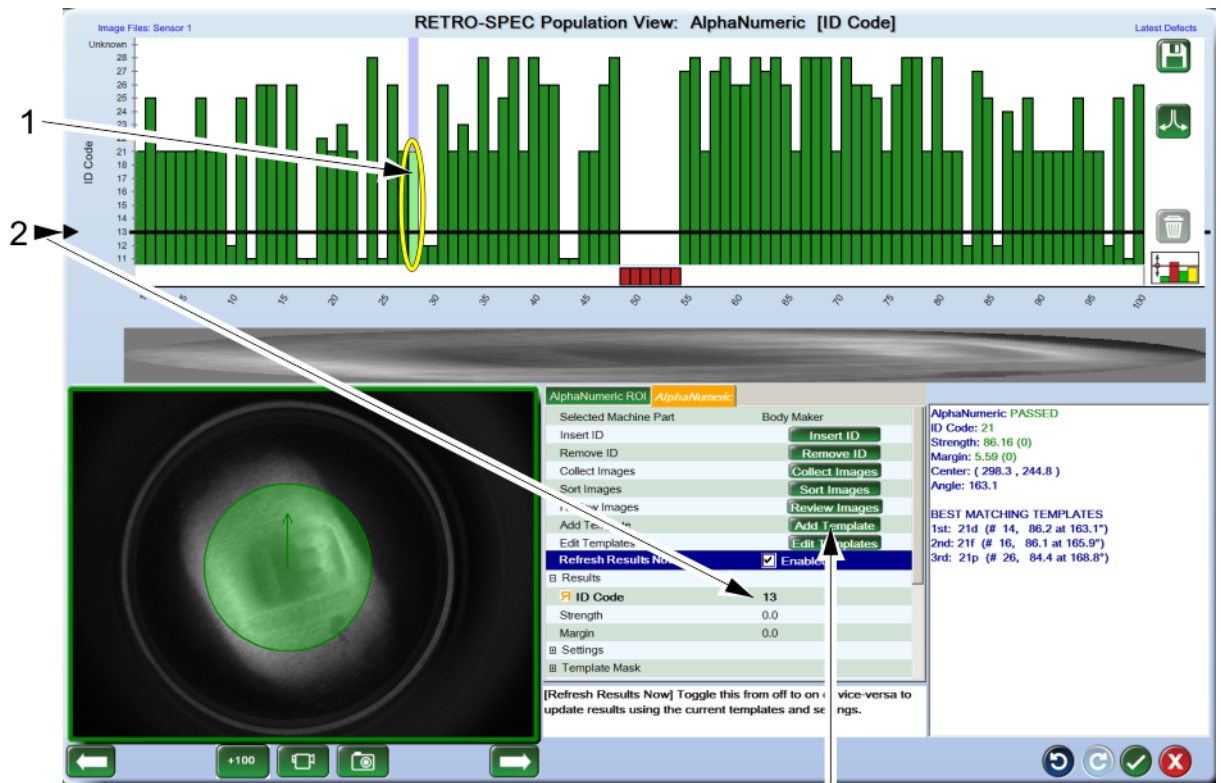 RETRO-SPEC Population View: AlphaNumeric [ID Code]
Image Files: Sensor 1
Latest Defects
Unknown
28
27
26
25
24
23
22
21
18
17
16
15
14
13
12
11
ID Code
1
2
1
5
10
15
20
25
30
35
40
45
50
55
60
65
70
75
80
85
90
95
100
AlphaNumeric ROI AlphaNumeric
Selected Machine Part Body Maker
Insert ID Insert ID
Remove ID Remove ID
Collect Images Collect Images
Sort Images Sort Images
Review Images Review Images
Add Template Add Template
Edit Templates Edit Templates
Refresh Results Now Enabled
Results
ID Code 13
Strength 0.0
Margin 0.0
Settings
Template Mask
[Refresh Results Now] Toggle this from off to on or vice-versa to
update results using the current templates and settings.
AlphaNumeric PASSED
ID Code: 21
Strength: 86.16 (0)
Margin: 5.59 (0)
Center: ( 298.3 , 244.8 )
Angle: 163.1
BEST MATCHING TEMPLATES
1st: 21d (# 14, 86.2 at 163.1°)
2nd: 21f (# 16, 86.1 at 165.9°)
3rd: 21p (# 26, 84.4 at 168.8°)
+100